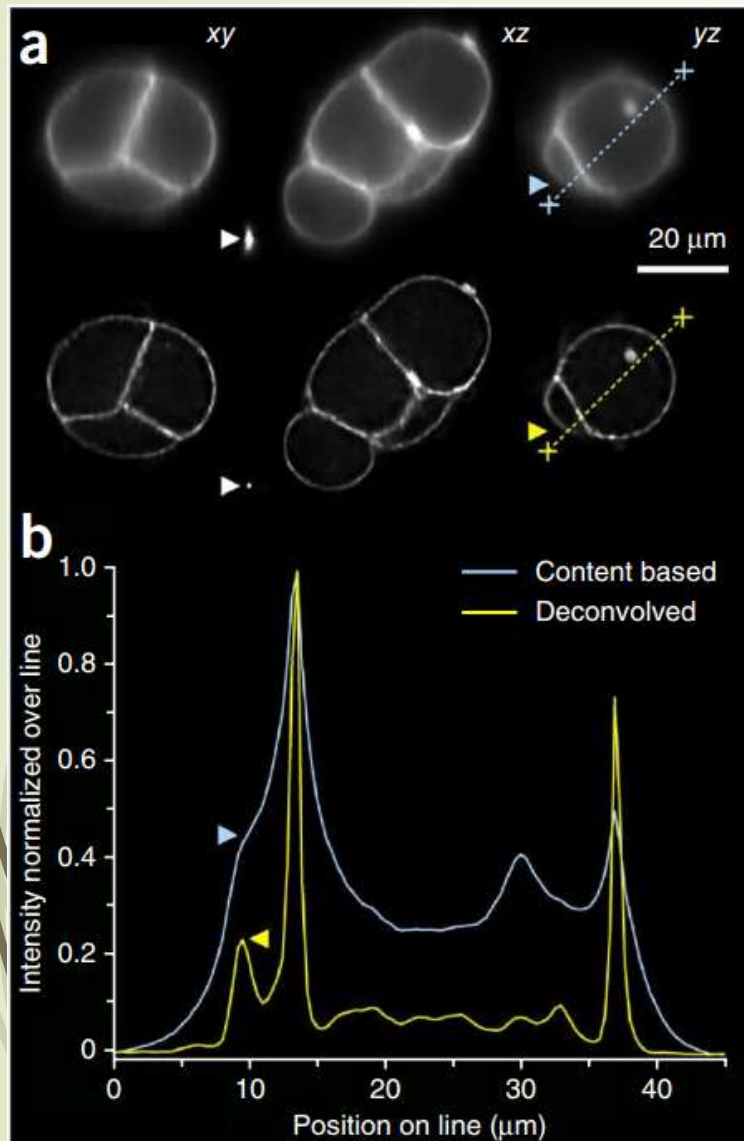 a
xy
xz
yz
20 μm
b
Content based
Deconvolved
Intensity normalized over line
1.0
0.8
0.6
0.4
0.2
0
0
10
20
30
40
Position on line (μm)